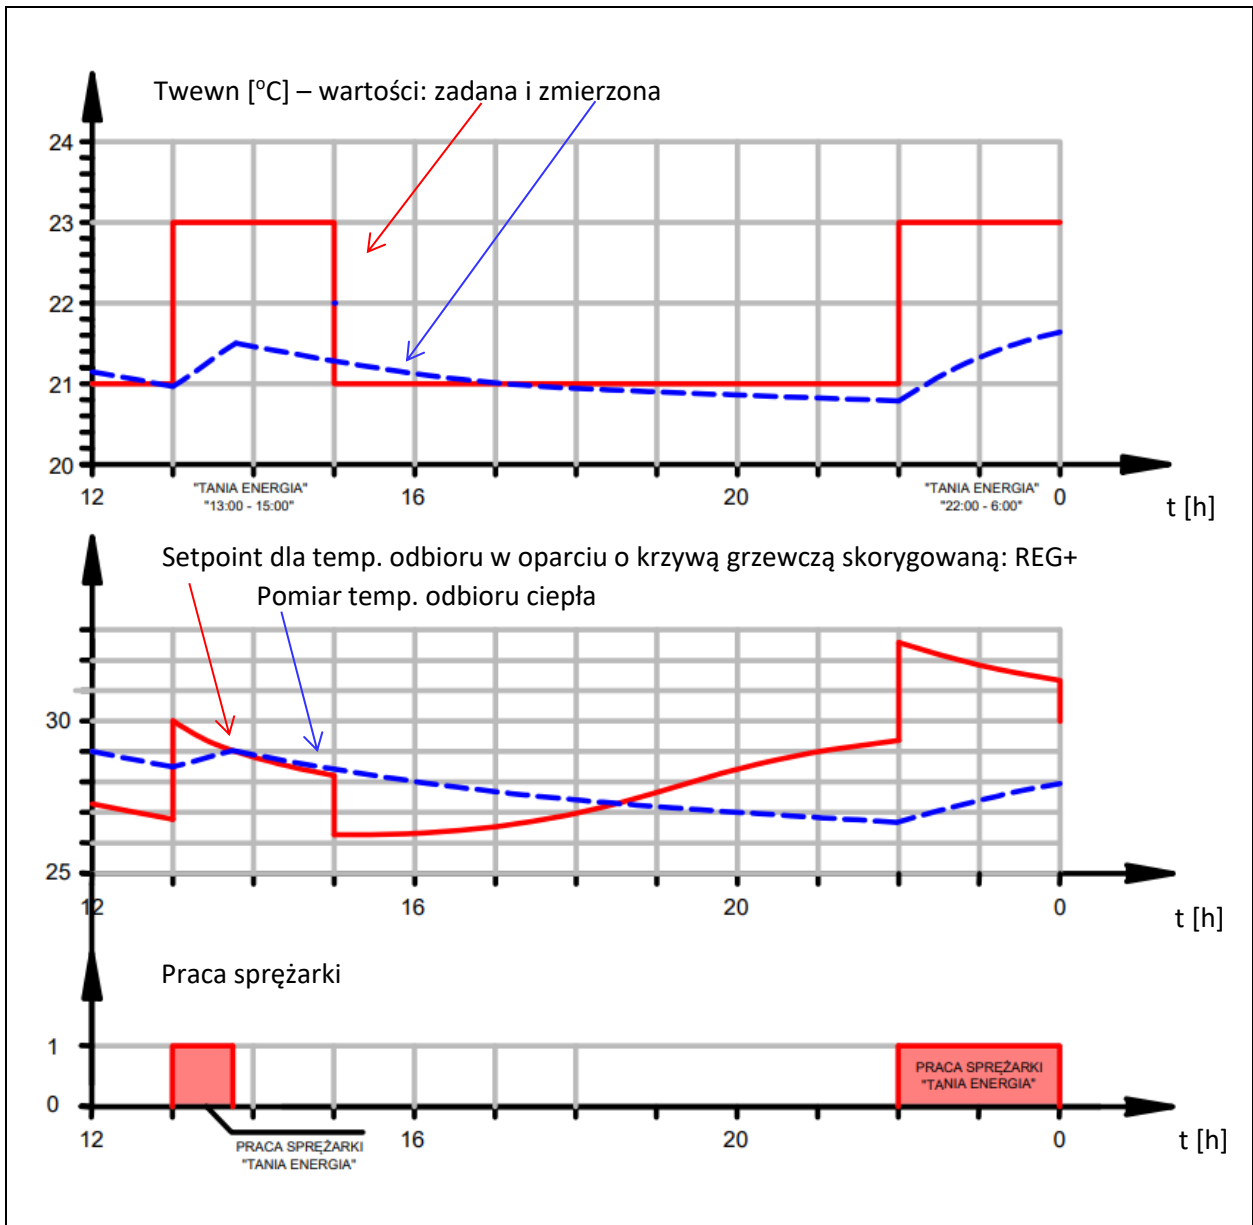 Twewn [°C] – wartości: zadana i zmierzona
24
23
22
21
20
12
"TANIA ENERGIA"
"13:00 - 15:00"
16
20
"TANIA ENERGIA"
"22:00 - 6:00"
0
t [h]
Setpoint dla temp. odbioru w oparciu o krzywą grzewczą skorygowaną: REG+
Pomiar temp. odbioru ciepła
30
25
12
16
20
0
t [h]
Praca sprężarki
1
0
PRACA SPRĘŻARKI
"TANIA ENERGIA"
12
16
20
0
t [h]
PRACA SPRĘŻARKI
"TANIA ENERGIA"